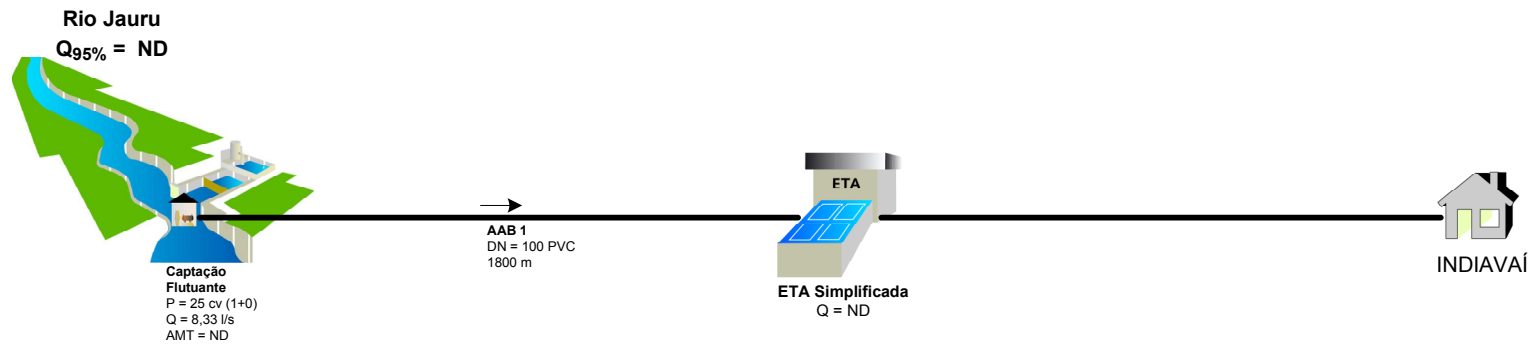 Rio Jauru
Q95% = ND
Captação
Flutuante
P = 25 cv (1+0)
Q = 8,33 l/s
AMT = ND
AAB 1
DN = 100 PVC
1800 m
ETA
ETA Simplificada
Q = ND
INDIAVAÍ